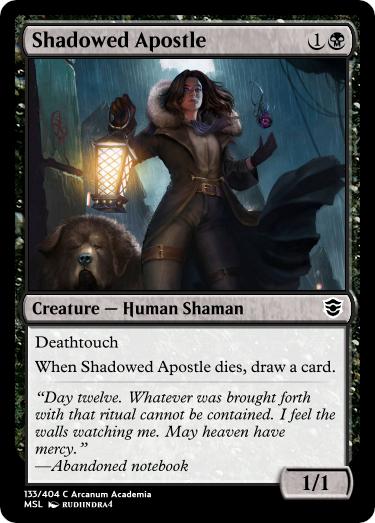 Shadowed Apostle 1
Creature — Human Shaman
Deathtouch
When Shadowed Apostle dies, draw a card.
“Day twelve. Whatever was brought forth
with that ritual cannot be contained. I feel the
walls watching me. May heaven have
mercy.”
—Abandoned notebook
1/1
133/404 C Arcanum Academia
MSL RUDIINDRA4